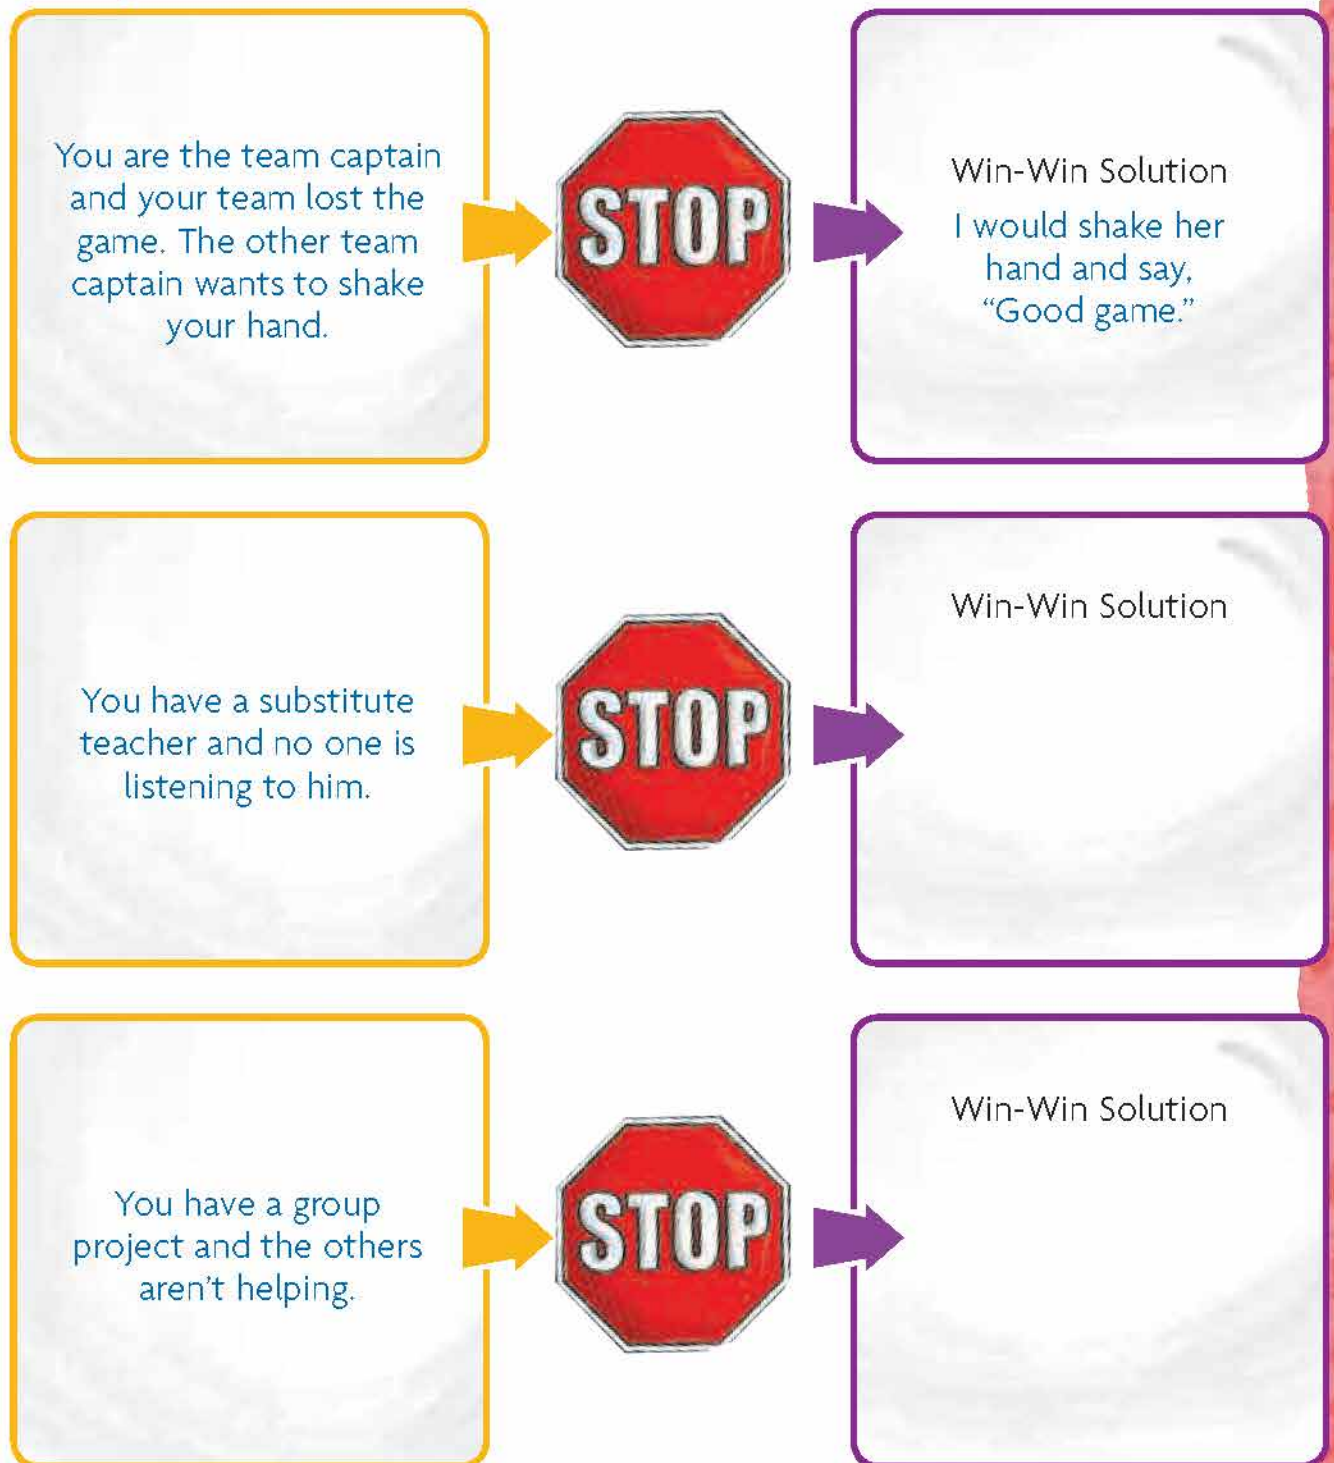 You are the team captain
and your team lost the
game. The other team
captain wants to shake
your hand.
STOP
Win-Win Solution
I would shake her
hand and say,
“Good game.”
You have a substitute
teacher and no one is
listening to him.
STOP
Win-Win Solution
You have a group
project and the others
aren't helping.
STOP
Win-Win Solution